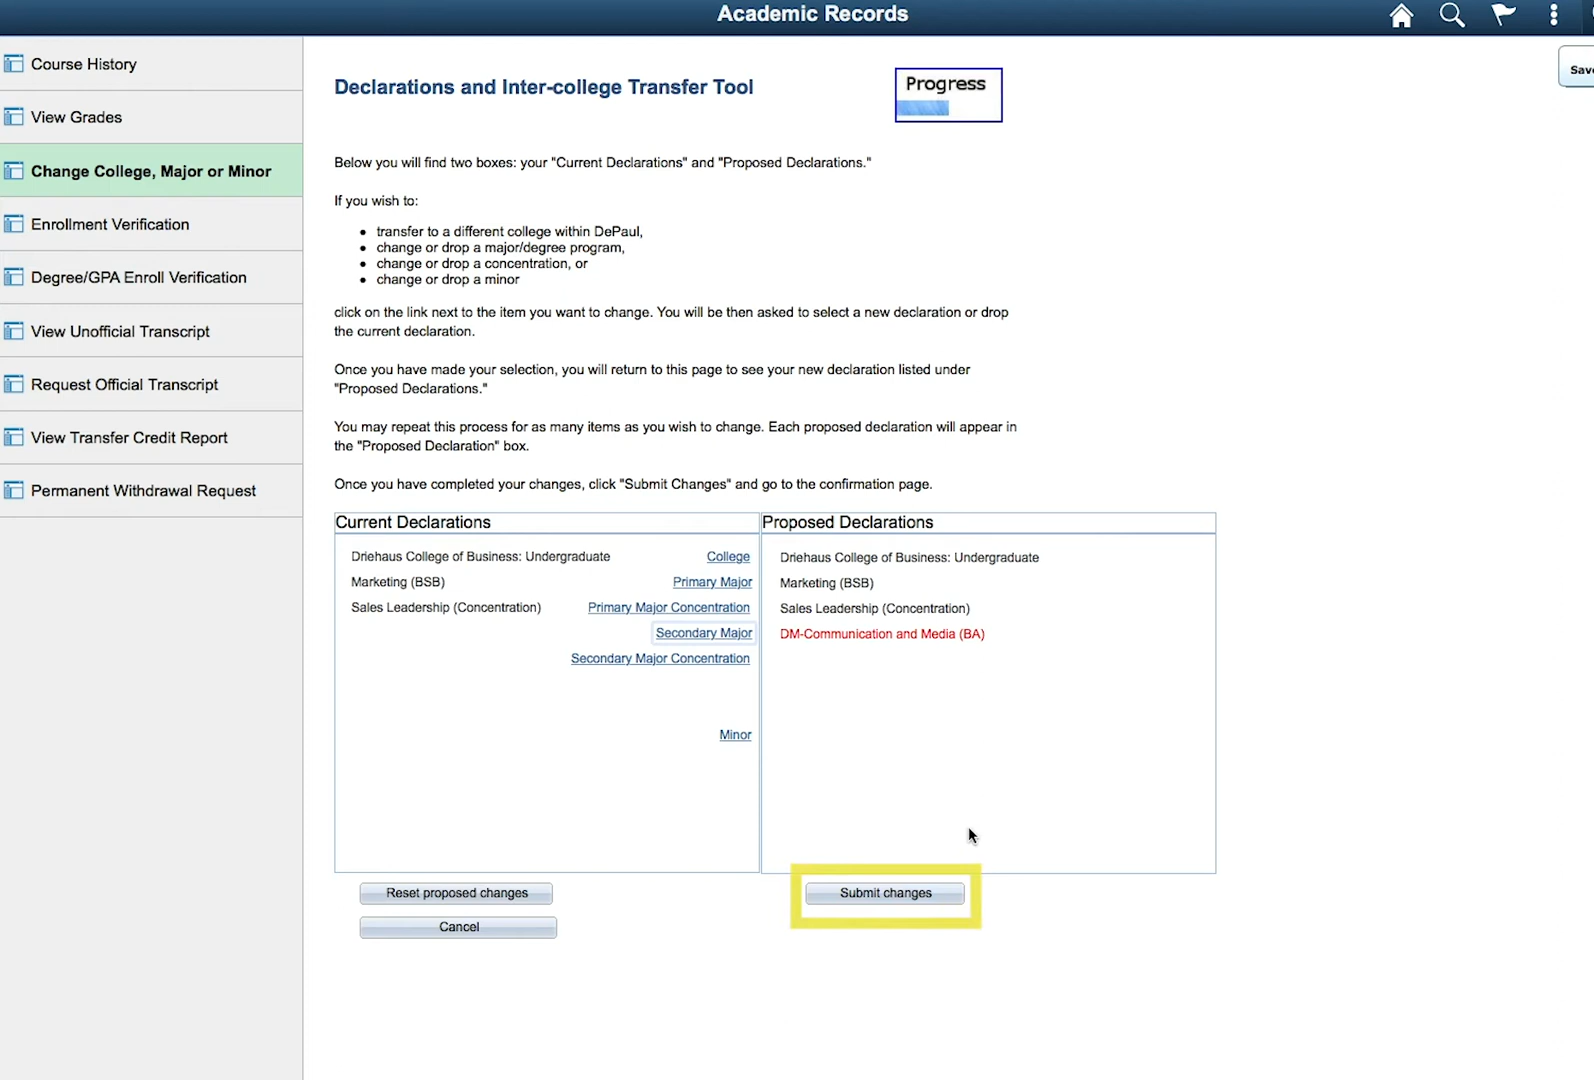 Academic Records
Course History
View Grades
Change College, Major or Minor
Enrollment Verification
Degree/GPA Enroll Verification
View Unofficial Transcript
Request Official Transcript
View Transfer Credit Report
Permanent Withdrawal Request
Declarations and Inter-college Transfer Tool
Progress
Below you will find two boxes: your "Current Declarations" and "Proposed Declarations."
If you wish to:
transfer to a different college within DePaul,
change or drop a major/degree program,
change or drop a concentration, or
change or drop a minor
click on the link next to the item you want to change. You will be then asked to select a new declaration or drop
the current declaration.
Once you have made your selection, you will return to this page to see your new declaration listed under
"Proposed Declarations."
You may repeat this process for as many items as you wish to change. Each proposed declaration will appear in
the "Proposed Declaration" box.
Once you have completed your changes, click "Submit Changes" and go to the confirmation page.
Current Declarations
Driehaus College of Business: Undergraduate College
Marketing (BSB) Primary Major
Sales Leadership (Concentration) Primary Major Concentration
Secondary Major
Secondary Major Concentration
Minor
Proposed Declarations
Driehaus College of Business: Undergraduate
Marketing (BSB)
Sales Leadership (Concentration)
DM-Communication and Media (BA)
Reset proposed changes
Submit changes
Cancel